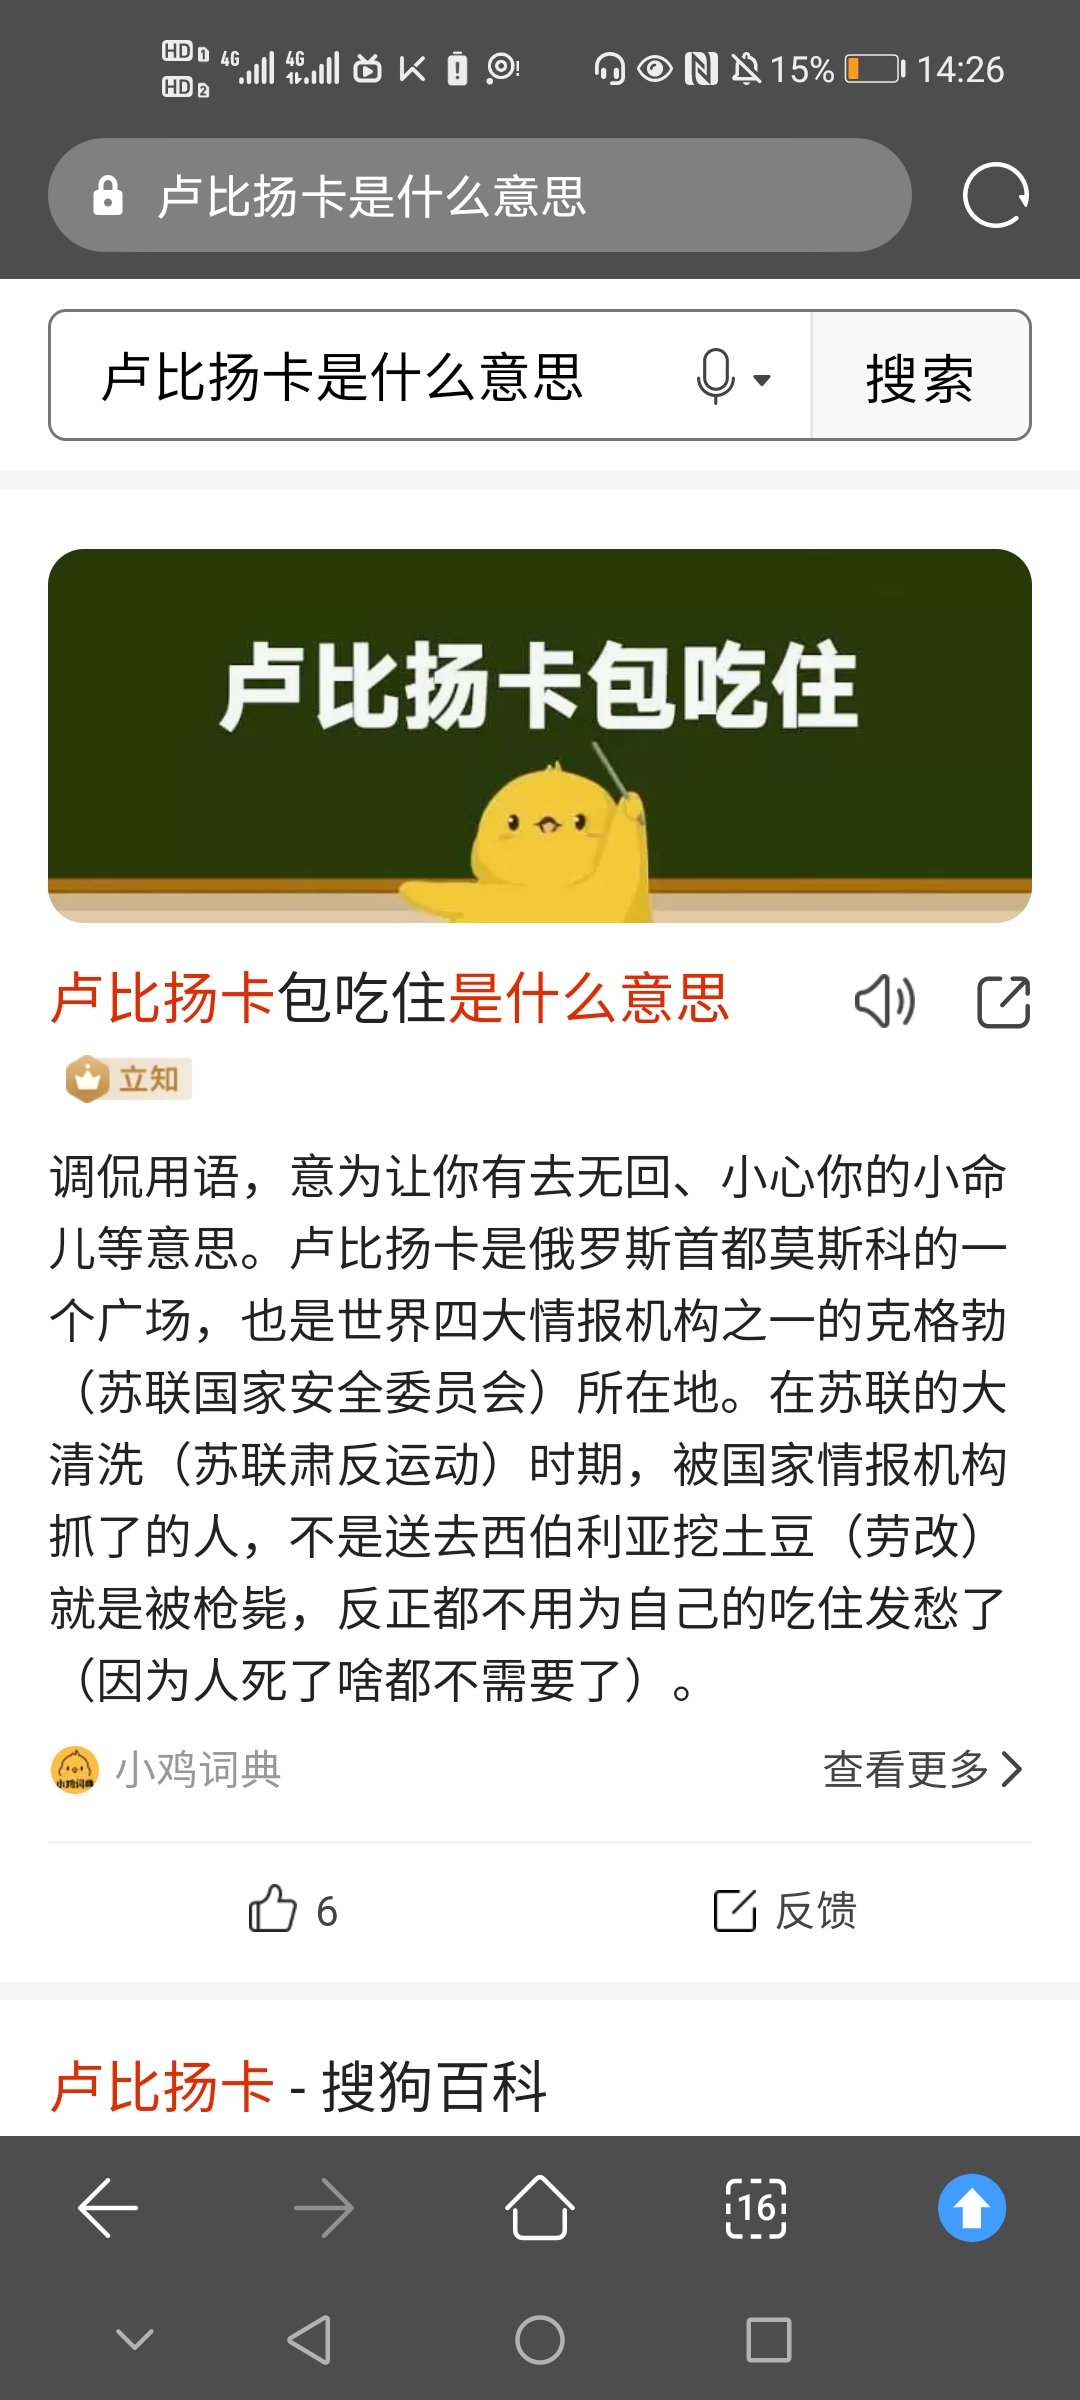 HD 1 4G 4G 15% 14:26
HD 2
卢比扬卡是什么意思
卢比扬卡是什么意思 搜索
卢比扬卡包吃住
卢比扬卡包吃住是什么意思
立知
调侃用语，意为让你有去无回、小心你的小命
儿等意思。卢比扬卡是俄罗斯首都莫斯科的一
个广场，也是世界四大情报机构之一的克格勃
（苏联国家安全委员会）所在地。在苏联的大
清洗（苏联肃反运动）时期，被国家情报机构
抓了的人，不是送去西伯利亚挖土豆（劳改）
就是被枪毙，反正都不用为自己的吃住发愁了
（因为人死了啥都不需要了）。
小鸡词典 小鸡词典 查看更多
6 反馈
卢比扬卡 - 搜狗百科
16